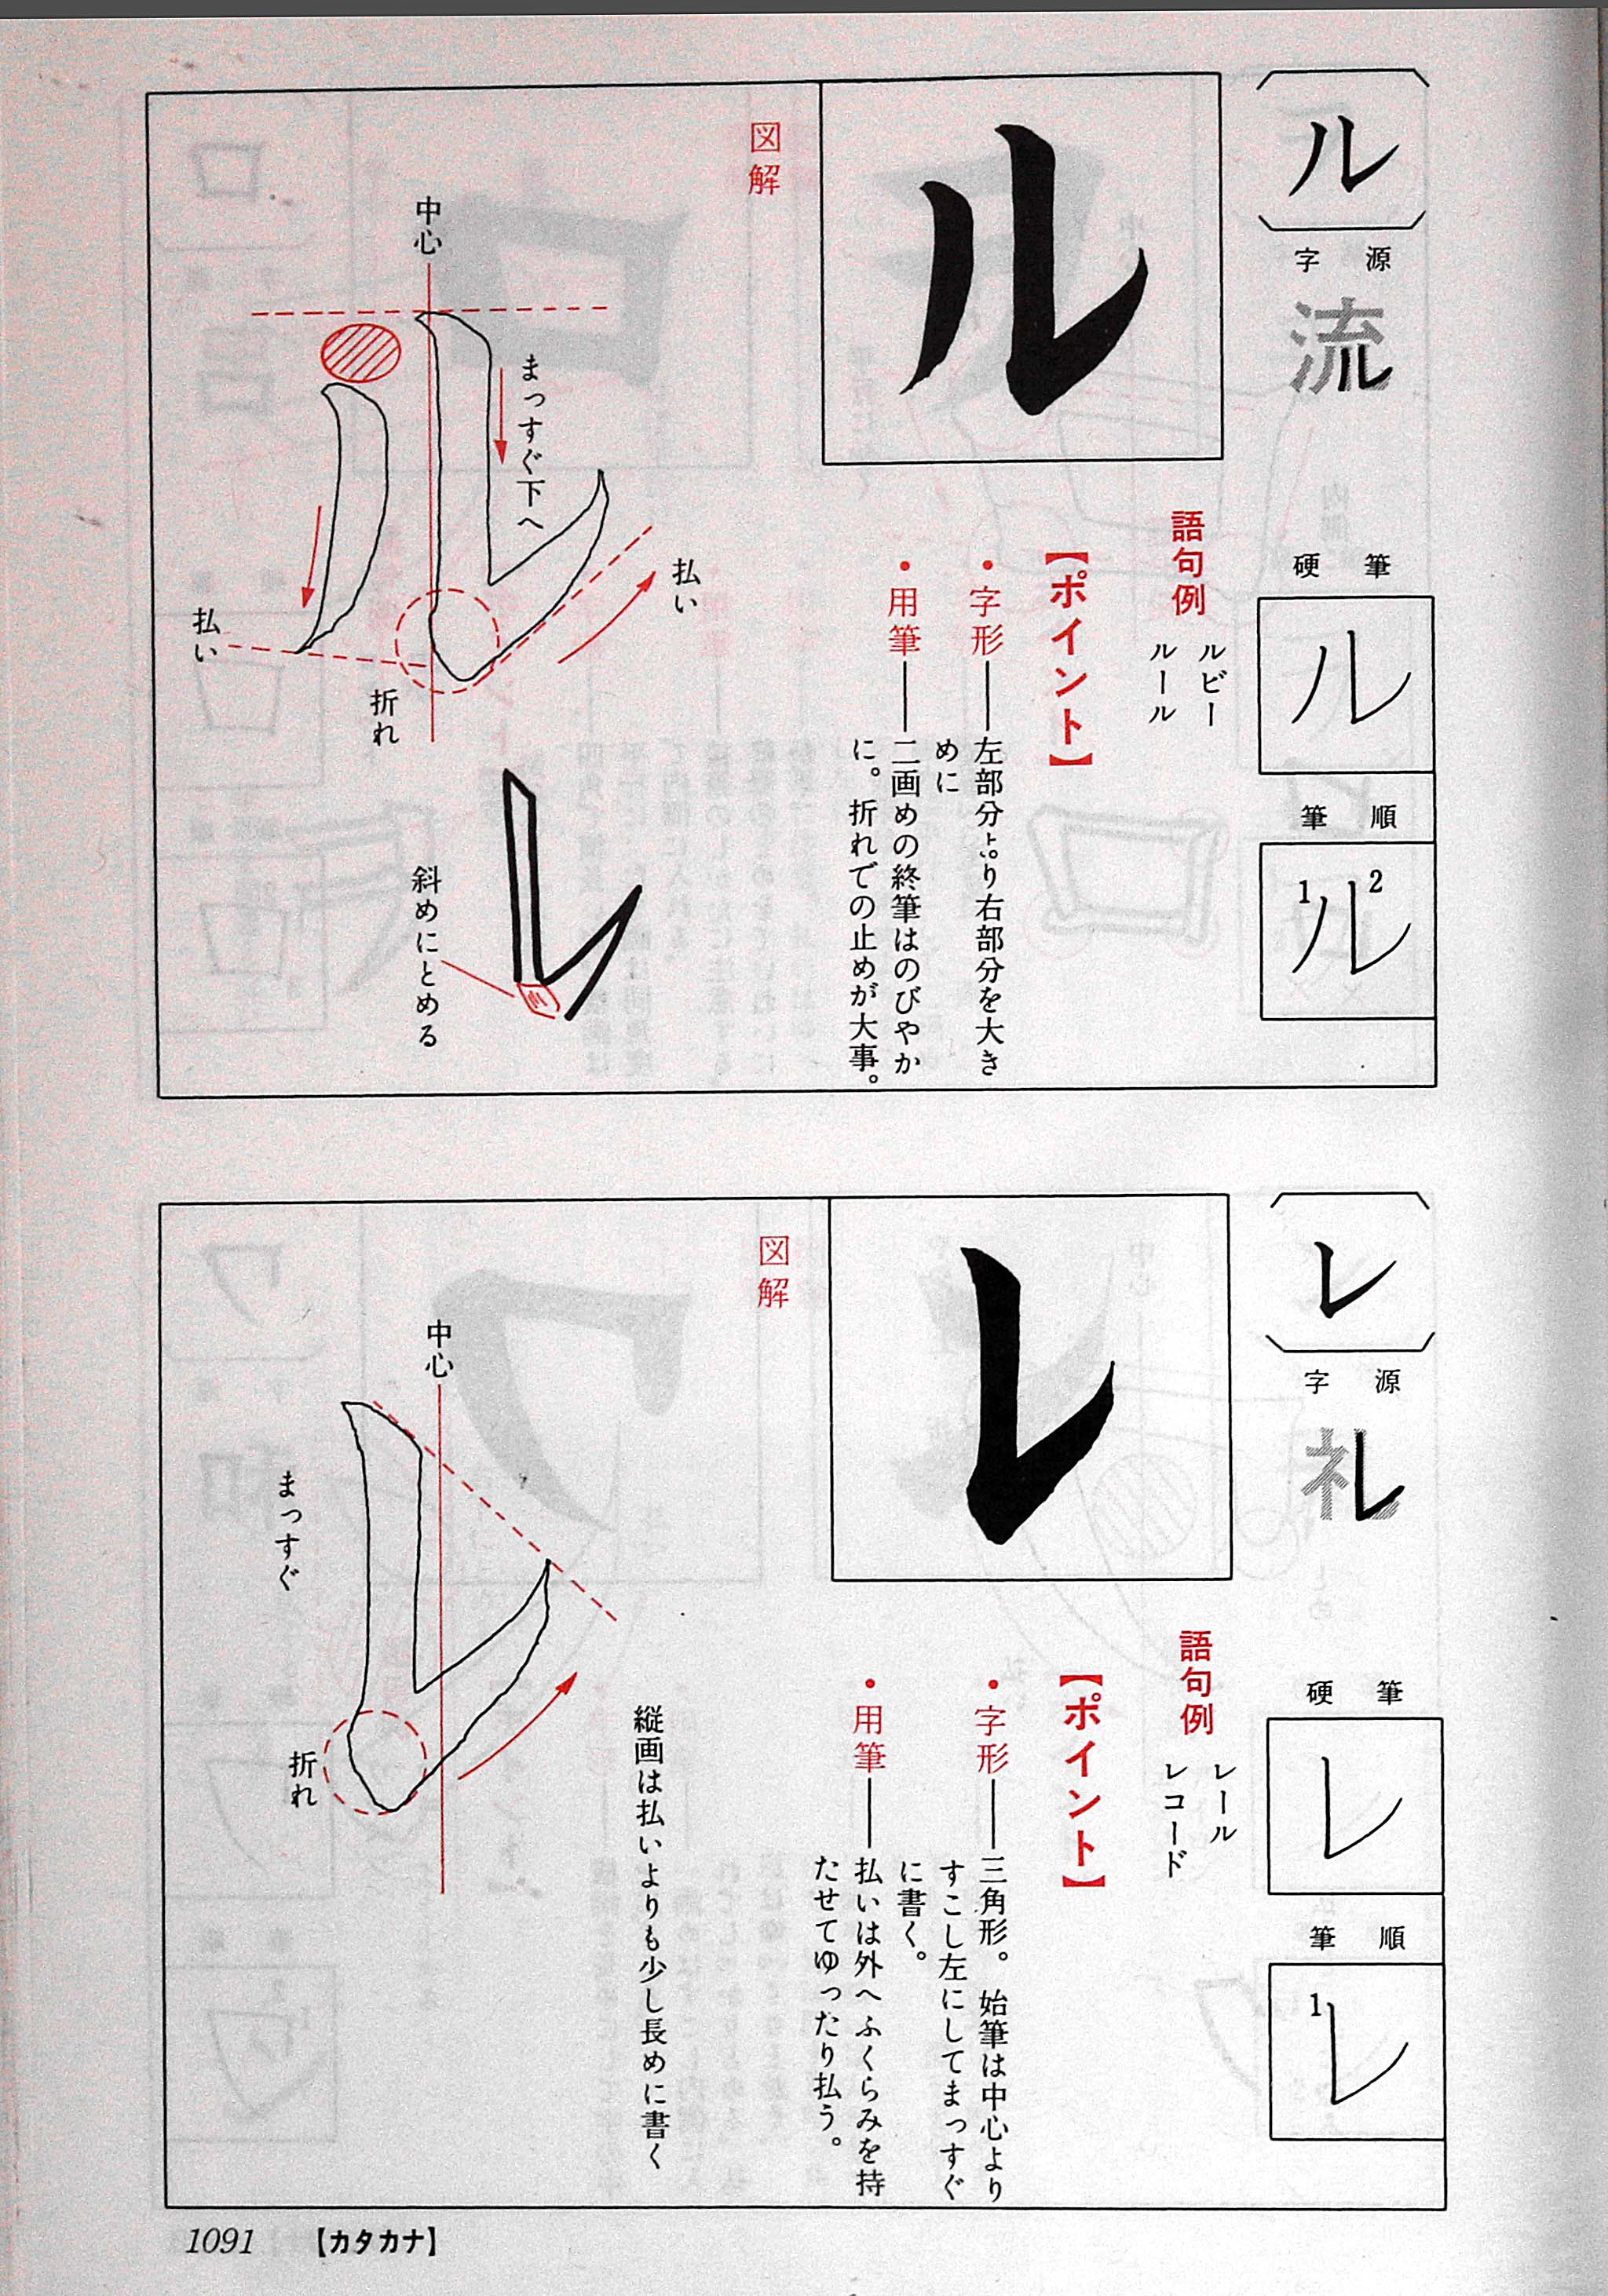 ル
字源
流
硬筆
ル
筆順
1 ル 2
語句例
ルビー
ルール
【ポイント】
・字形──左部分より右部分を大き
めに
・用筆──二画めの終筆はのびやか
に。折れでの止めが大事。
ル
図解
中心
まっすぐ下へ
払い
払い
折れ
斜めにとめる
レ
字源
礼
硬筆
レ
筆順
1 レ
語句例
レール
レコード
【ポイント】
・字形──三角形。始筆は中心より
すこし左にしてまっすぐ
に書く。
・用筆──払いは外へふくらみを持
たせてゆったり払う。
レ
図解
中心
まっすぐ
折れ
縦画は払いよりも少し長めに書く
1091 【カタカナ】